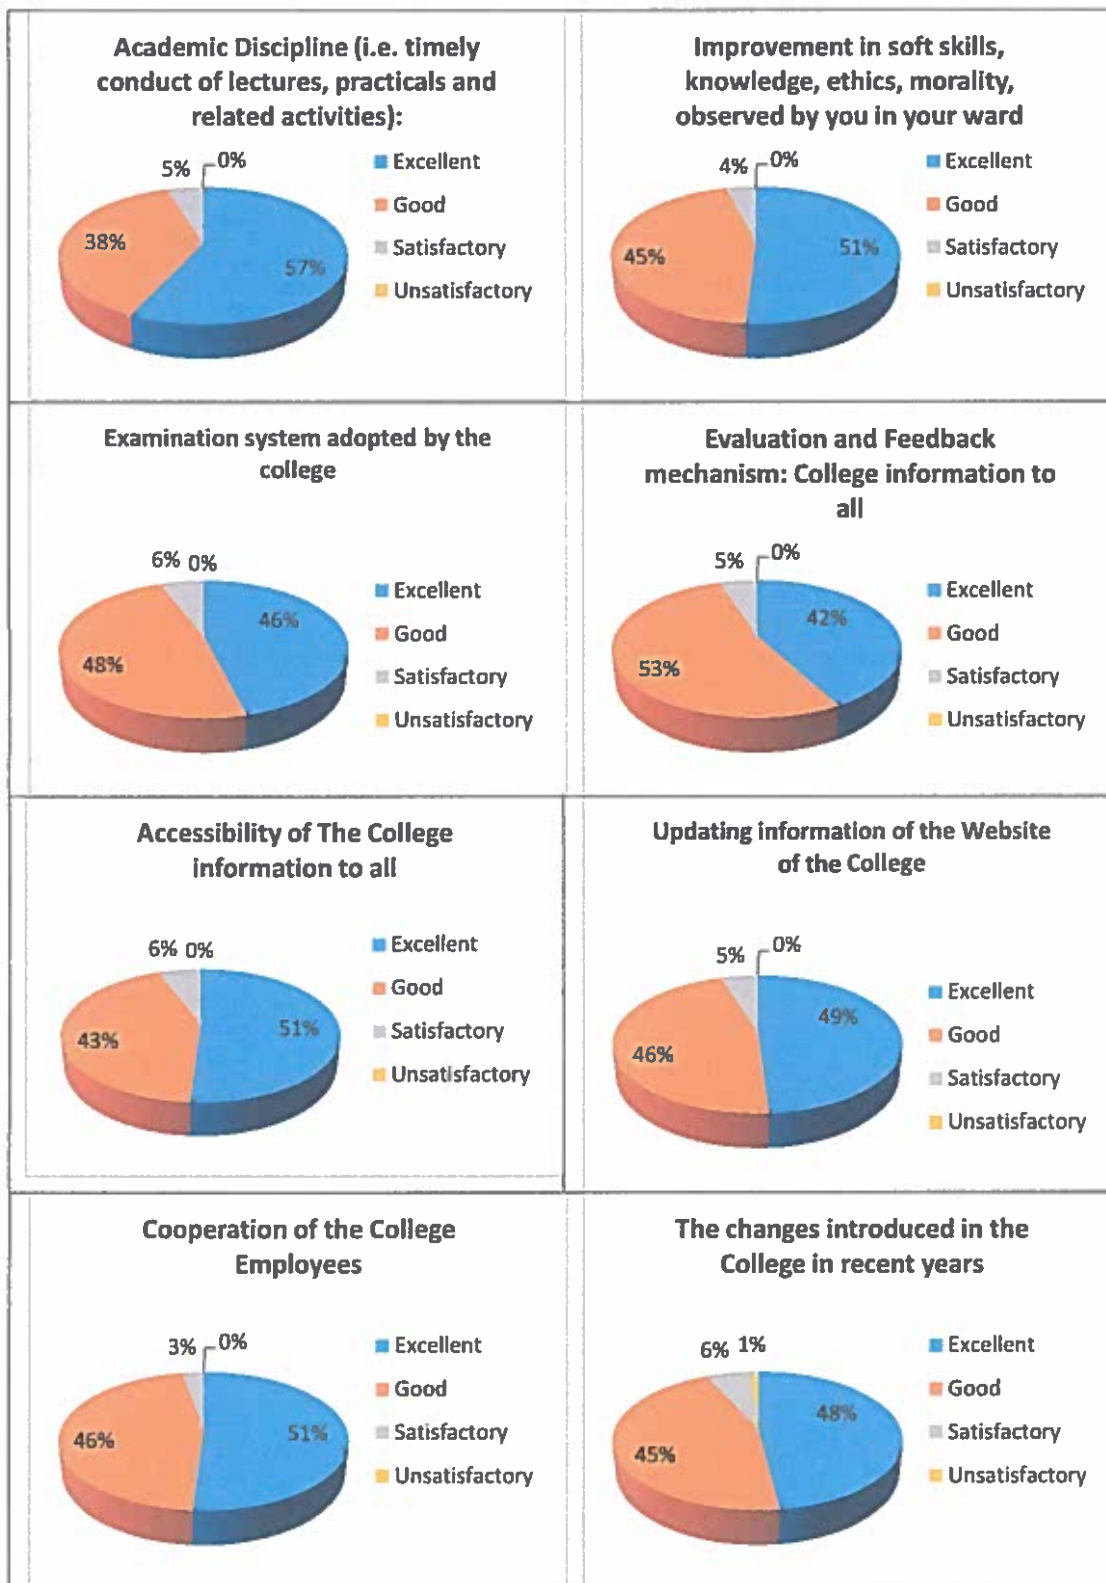 Academic Discipline (i.e. timely
conduct of lectures, practicals and
related activities):
5% 0%
38%
57%
Excellent
Good
Satisfactory
Unsatisfactory
Improvement in soft skills,
knowledge, ethics, morality,
observed by you in your ward
4% 0%
45%
51%
Excellent
Good
Satisfactory
Unsatisfactory
Examination system adopted by the
college
6% 0%
46%
48%
Excellent
Good
Satisfactory
Unsatisfactory
Evaluation and Feedback
mechanism: College information to
all
5% 0%
42%
53%
Excellent
Good
Satisfactory
Unsatisfactory
Accessibility of The College
information to all
6% 0%
43%
51%
Excellent
Good
Satisfactory
Unsatisfactory
Updating information of the Website
of the College
5% 0%
49%
46%
Excellent
Good
Satisfactory
Unsatisfactory
Cooperation of the College
Employees
3% 0%
46%
51%
Excellent
Good
Satisfactory
Unsatisfactory
The changes introduced in the
College in recent years
6% 1%
48%
45%
Excellent
Good
Satisfactory
Unsatisfactory